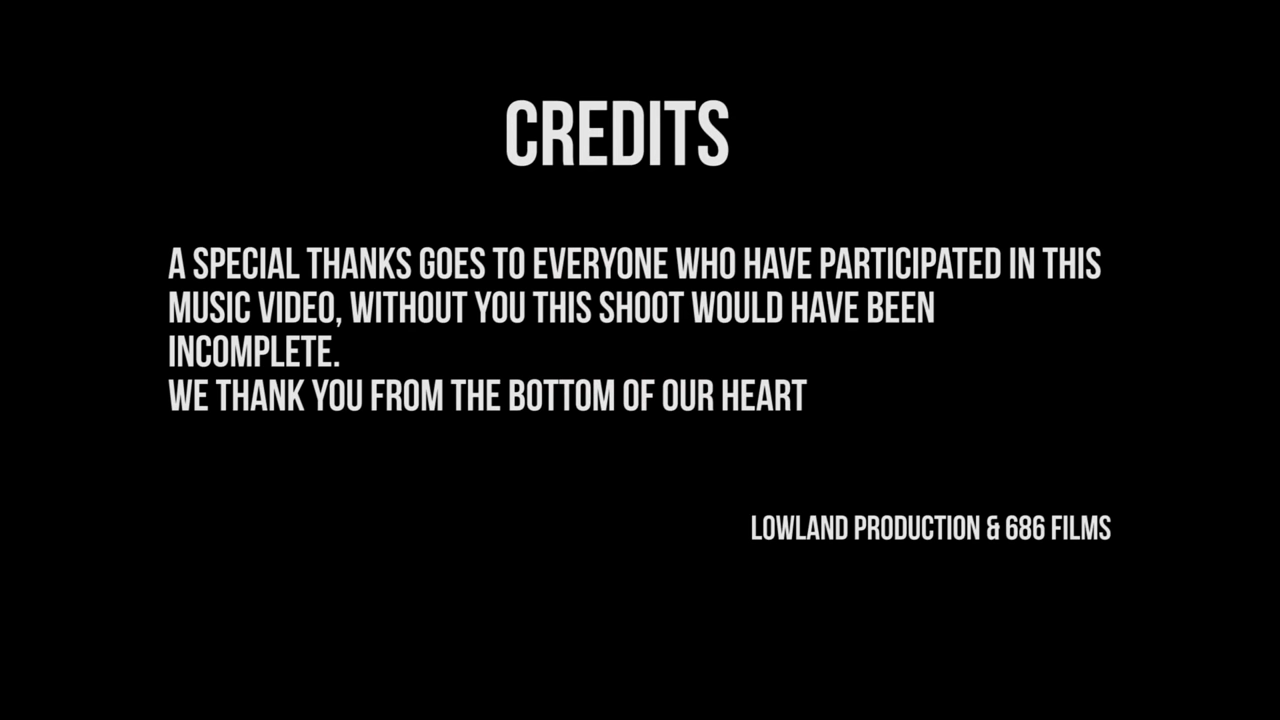 CREDITS
A SPECIAL THANKS GOES TO EVERYONE WHO HAVE PARTICIPATED IN THIS
MUSIC VIDEO, WITHOUT YOU THIS SHOOT WOULD HAVE BEEN
INCOMPLETE.
WE THANK YOU FROM THE BOTTOM OF OUR HEART
LOWLAND PRODUCTION & 686 FILMS